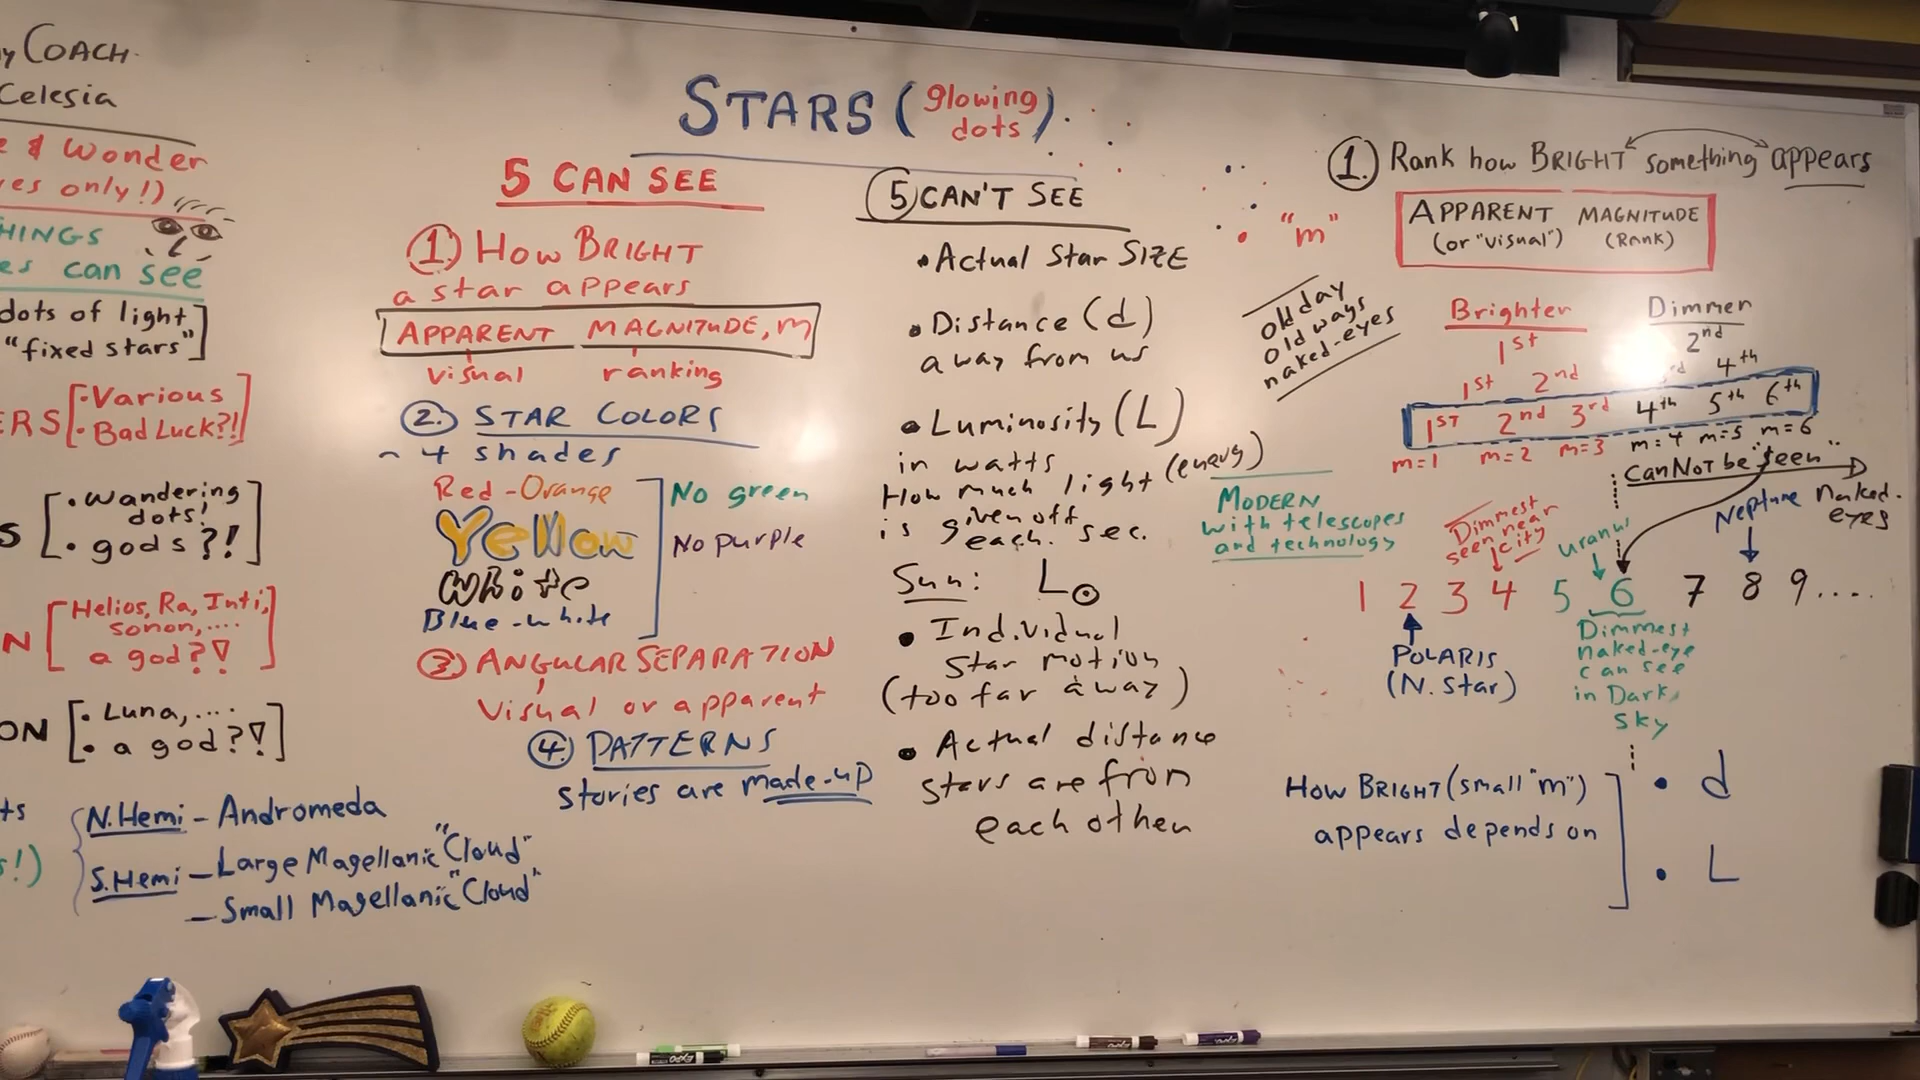 y COACH
Celesia
& Wonder
es only!)
HINGS
es can see
dots of light
"fixed stars"
ERS
• Various
• Bad Luck?!
S
• Wandering
dots!
• gods?!
N
Helios, Ra, Inti,
sonon,....
a god?!
ON
• Luna,....
• a god?!
ts
s!)
N.Hemi - Andromeda
S.Hemi - Large Magellanic "Cloud"
- Small Magellanic "Cloud"
STARS (glowing
dots)
5 CAN SEE
1. How BRIGHT
a star appears
APPARENT MAGNITUDE, m
visual ranking
2. STAR COLORS
~ 4 shades
Red-Orange
Yellow
White
Blue-white
No green
No purple
3 ANGULAR SEPARATION
Visual or apparent
4. PATTERNS
stories are made-up
5 CAN'T SEE
• Actual Star SIZE
• Distance (d)
away from us
• Luminosity (L)
in watts
How much light (energ)
is given off
each. sec.
Sun: L⊙
• Individual
star motion
(too far away)
• Actual distance
stars are from
each other
"m"
1. Rank how BRIGHT something appears
APPARENT MAGNITUDE
(or "visual") (Rank)
old day
old ways
naked-eyes
Brighter Dimmer
1st 2nd
1st 2nd rd 4th
1ST 2nd 3rd 4th 5th 6th
m=1 m=2 m=3 m=4 m=5 m=6
CanNot be "seen"
naked-
eyes
MODERN
with telescopes
and technology
Dimmest
seen near
city
Uranus
Neptune
1 2 3 4 5 6 7 8 9....
POLARIS
(N. Star)
Dimmest
naked-eye
can see
in Dark
sky
How BRIGHT (small "m")
appears depends on
• d
• L
EXPO